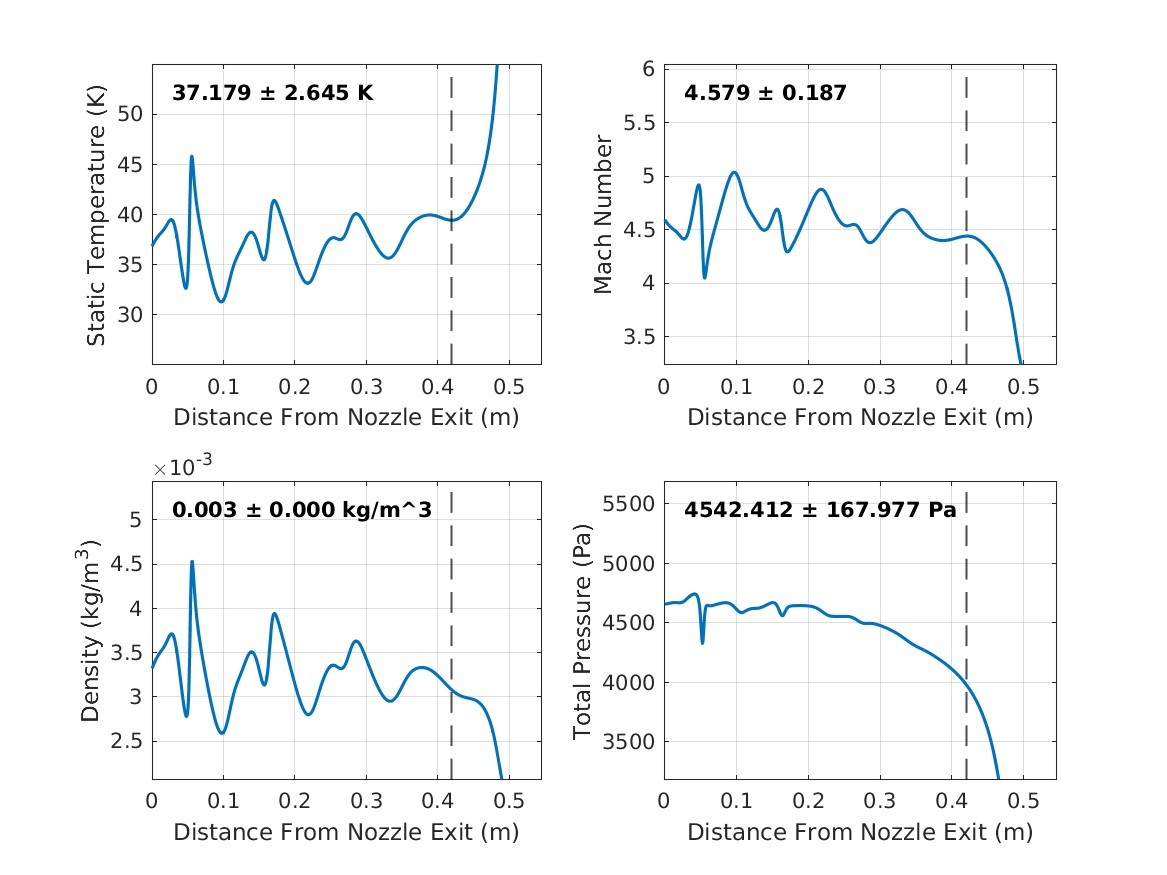 37.179 ± 2.645 K
Static Temperature (K)
50
45
40
35
30
0 0.1 0.2 0.3 0.4 0.5
Distance From Nozzle Exit (m)
4.579 ± 0.187
Mach Number
6
5.5
5
4.5
4
3.5
0 0.1 0.2 0.3 0.4 0.5
Distance From Nozzle Exit (m)
×10-3
0.003 ± 0.000 kg/m^3
Density (kg/m3)
5
4.5
4
3.5
3
2.5
0 0.1 0.2 0.3 0.4 0.5
Distance From Nozzle Exit (m)
4542.412 ± 167.977 Pa
Total Pressure (Pa)
5500
5000
4500
4000
3500
0 0.1 0.2 0.3 0.4 0.5
Distance From Nozzle Exit (m)